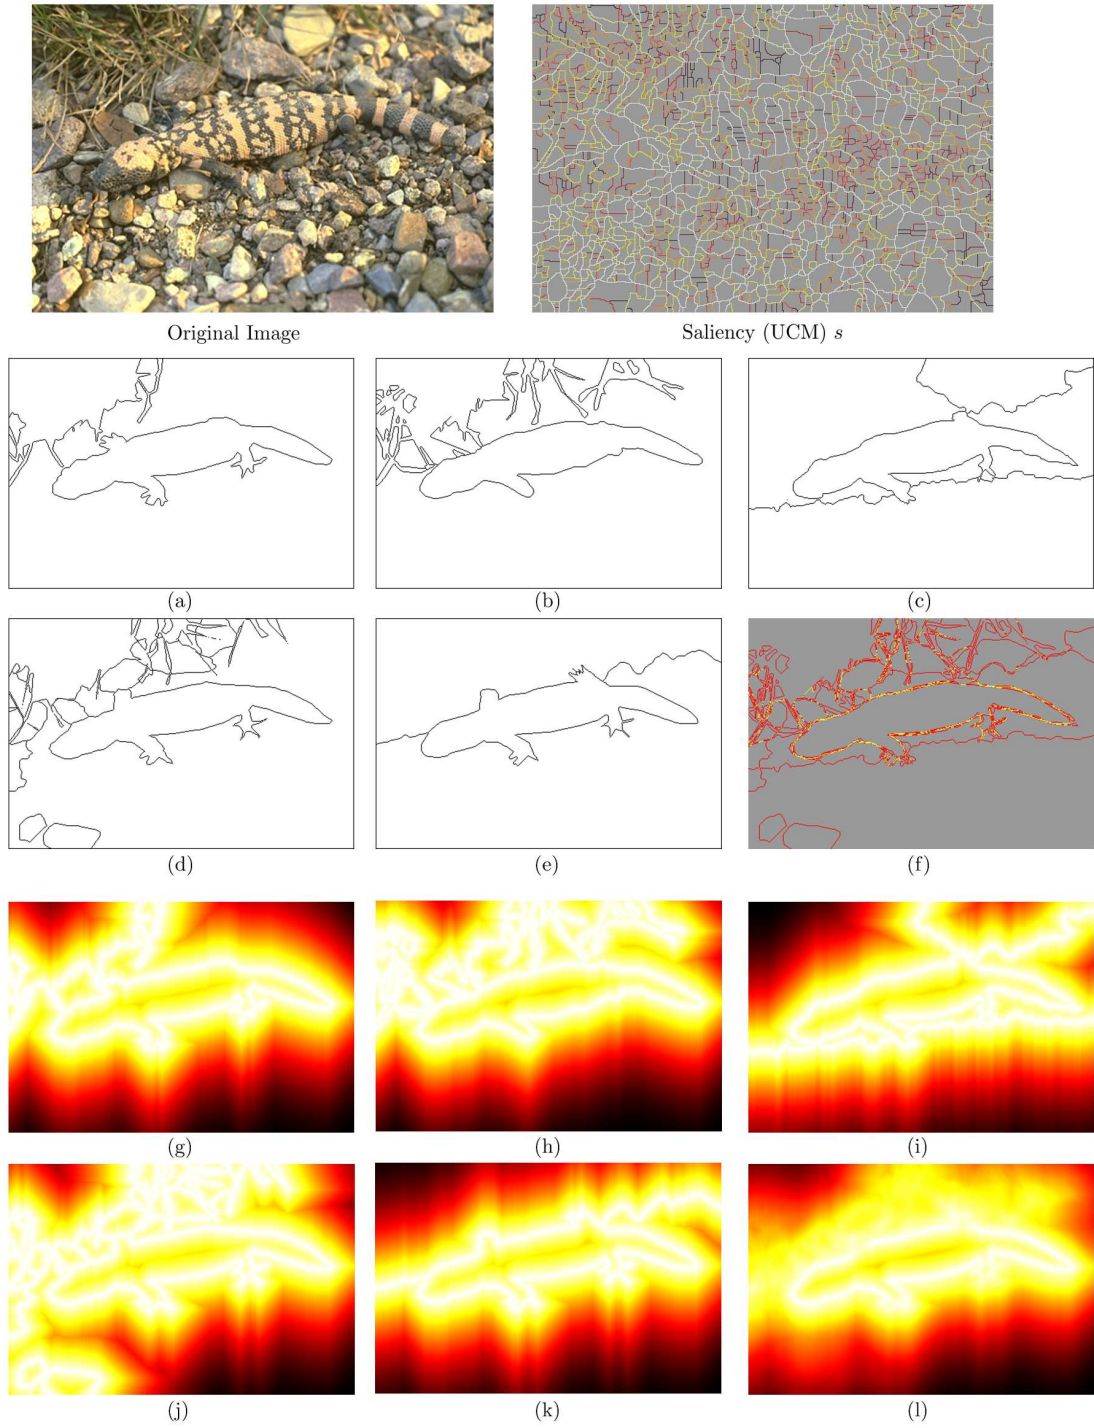 Original Image
Saliency (UCM) s
(a)
(b)
(c)
(d)
(e)
(f)
(g)
(h)
(i)
(j)
(k)
(l)